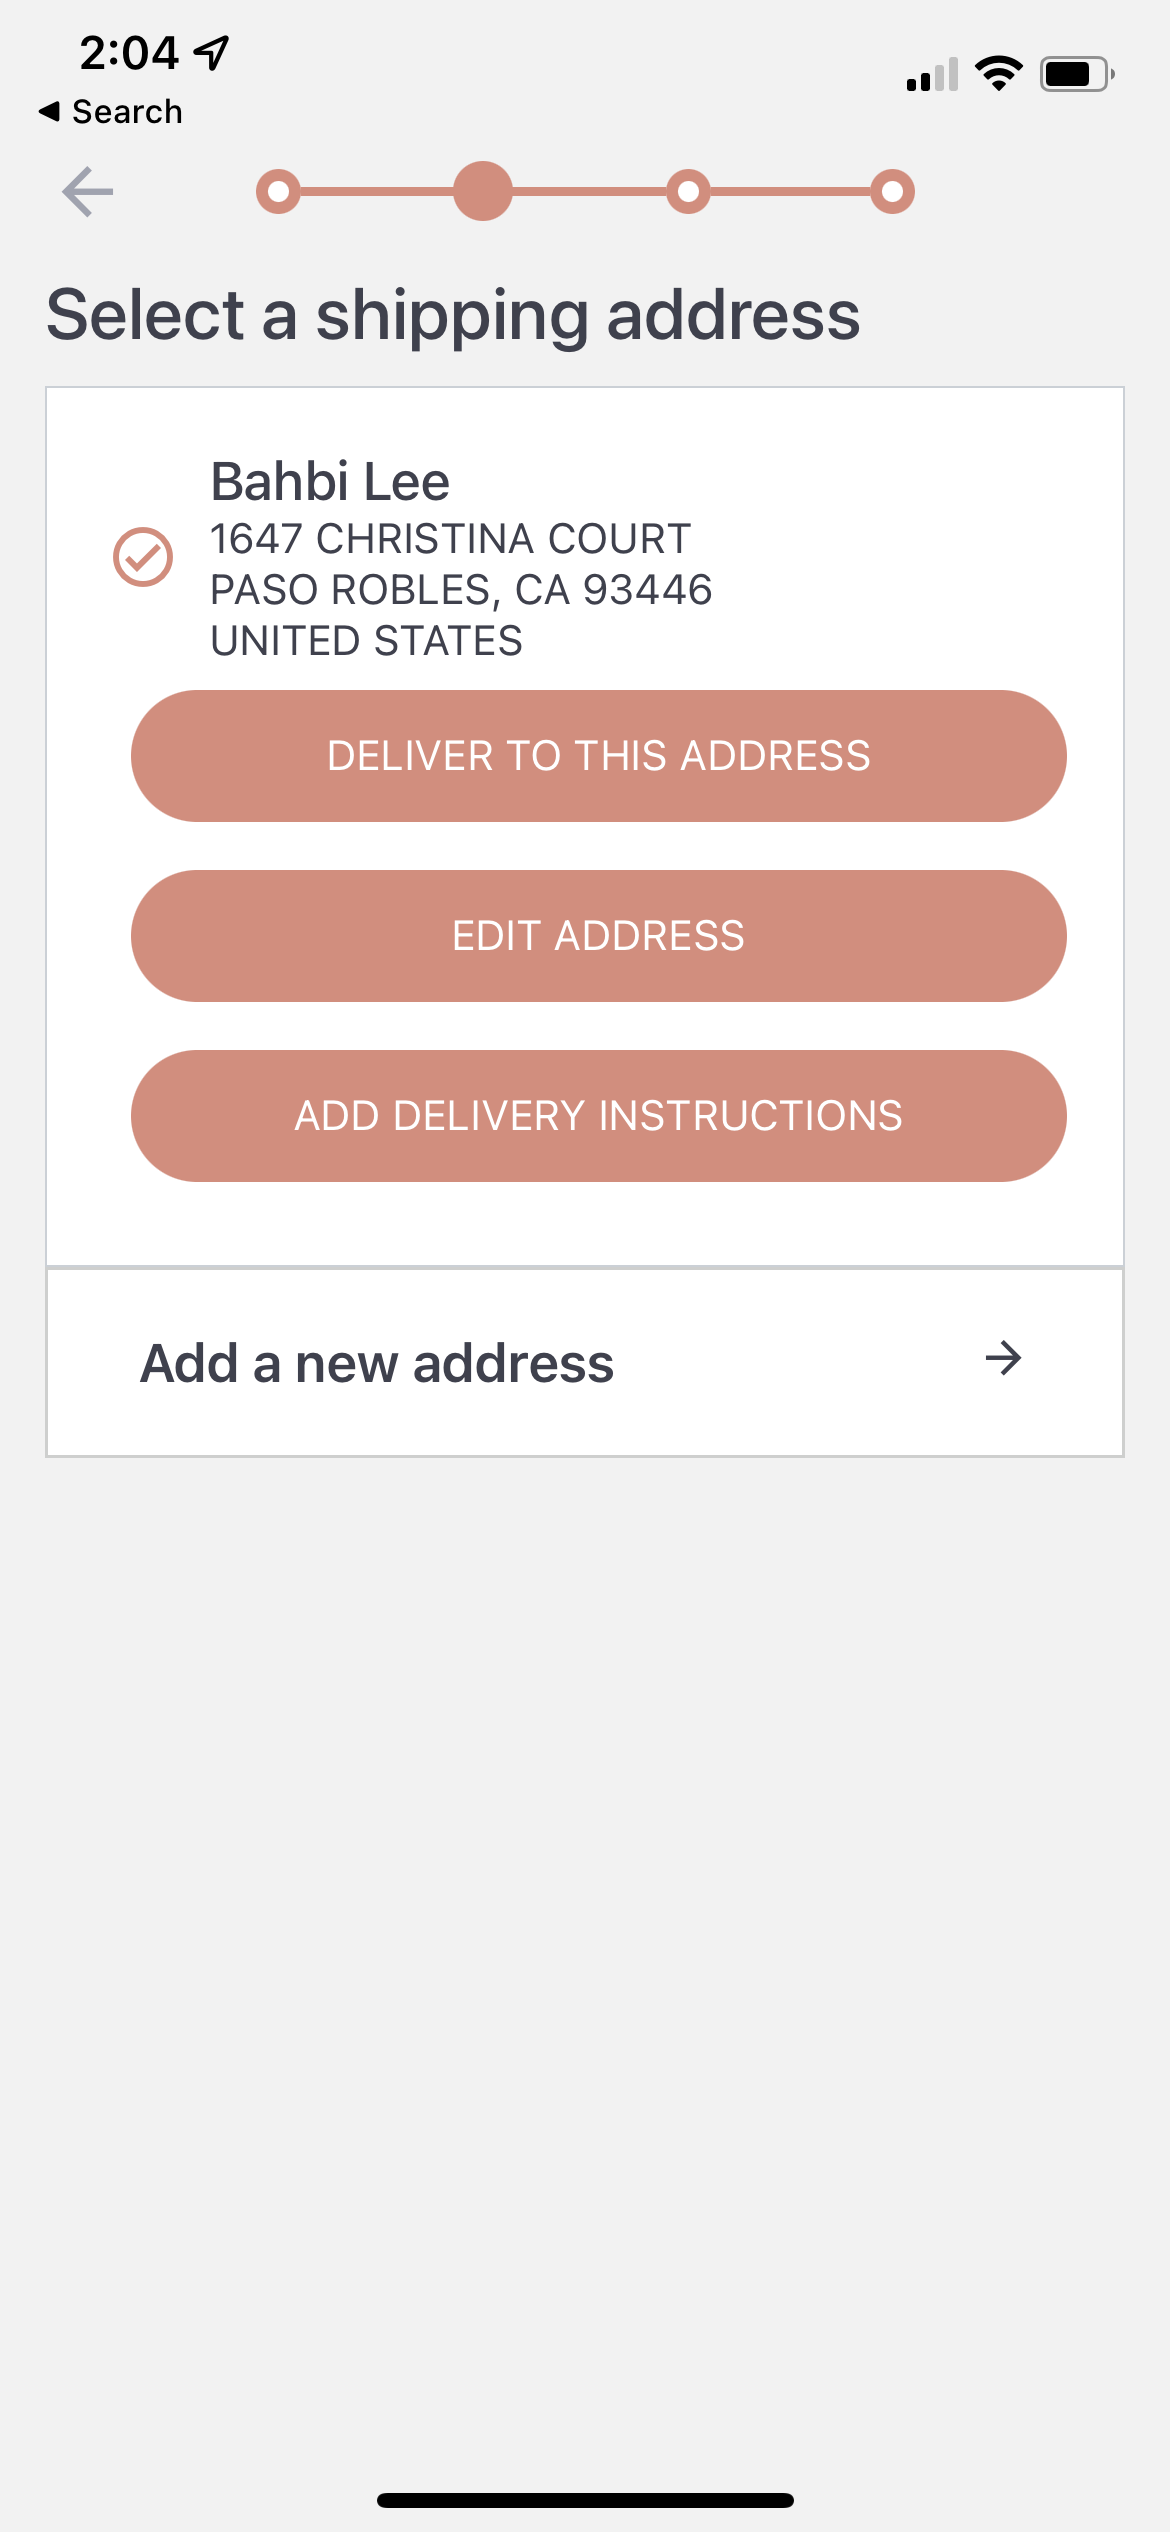 2:04
Search
Select a shipping address
Bahbi Lee
1647 CHRISTINA COURT
PASO ROBLES, CA 93446
UNITED STATES
DELIVER TO THIS ADDRESS
EDIT ADDRESS
ADD DELIVERY INSTRUCTIONS
Add a new address